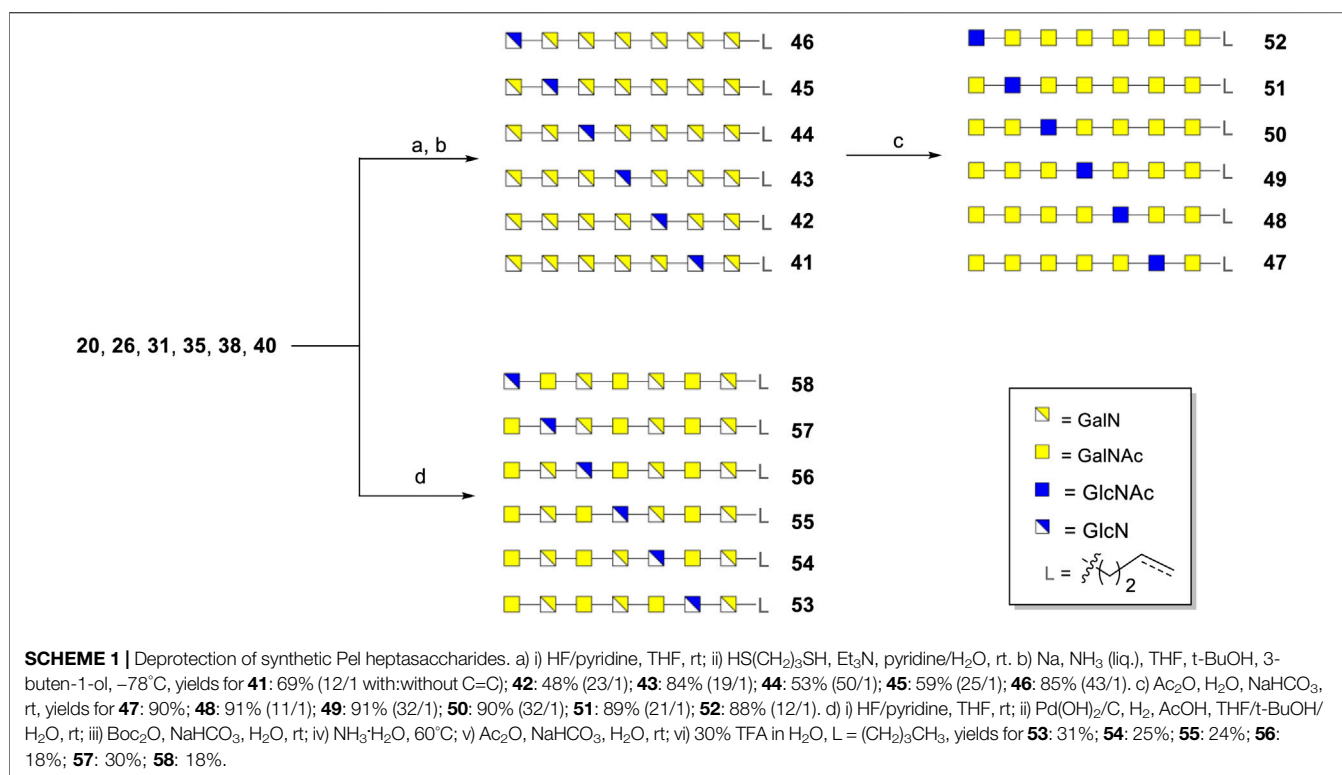 L 46
L 45
L 44
L 43
L 42
L 41
a, b
c
L 52
L 51
L 50
L 49
L 48
L 47
20, 26, 31, 35, 38, 40
d
L 58
L 57
L 56
L 55
L 54
L 53
= GalN
= GalNAc
= GlcNAc
= GlcN
L = ( )2
SCHEME 1 | Deprotection of synthetic Pel heptasaccharides. a) i) HF/pyridine, THF, rt; ii) HS(CH2)3SH, Et3N, pyridine/H2O, rt. b) Na, NH3 (liq.), THF, t-BuOH, 3-
buten-1-ol, −78°C, yields for 41: 69% (12/1 with:without C=C); 42: 48% (23/1); 43: 84% (19/1); 44: 53% (50/1); 45: 59% (25/1); 46: 85% (43/1). c) Ac2O, H2O, NaHCO3,
rt, yields for 47: 90%; 48: 91% (11/1); 49: 91% (32/1); 50: 90% (32/1); 51: 89% (21/1); 52: 88% (12/1). d) i) HF/pyridine, THF, rt; ii) Pd(OH)2/C, H2, AcOH, THF/t-BuOH/
H2O, rt; iii) Boc2O, NaHCO3, H2O, rt; iv) NH3·H2O, 60°C; v) Ac2O, NaHCO3, H2O, rt; vi) 30% TFA in H2O, L = (CH2)3CH3, yields for 53: 31%; 54: 25%; 55: 24%; 56:
18%; 57: 30%; 58: 18%.